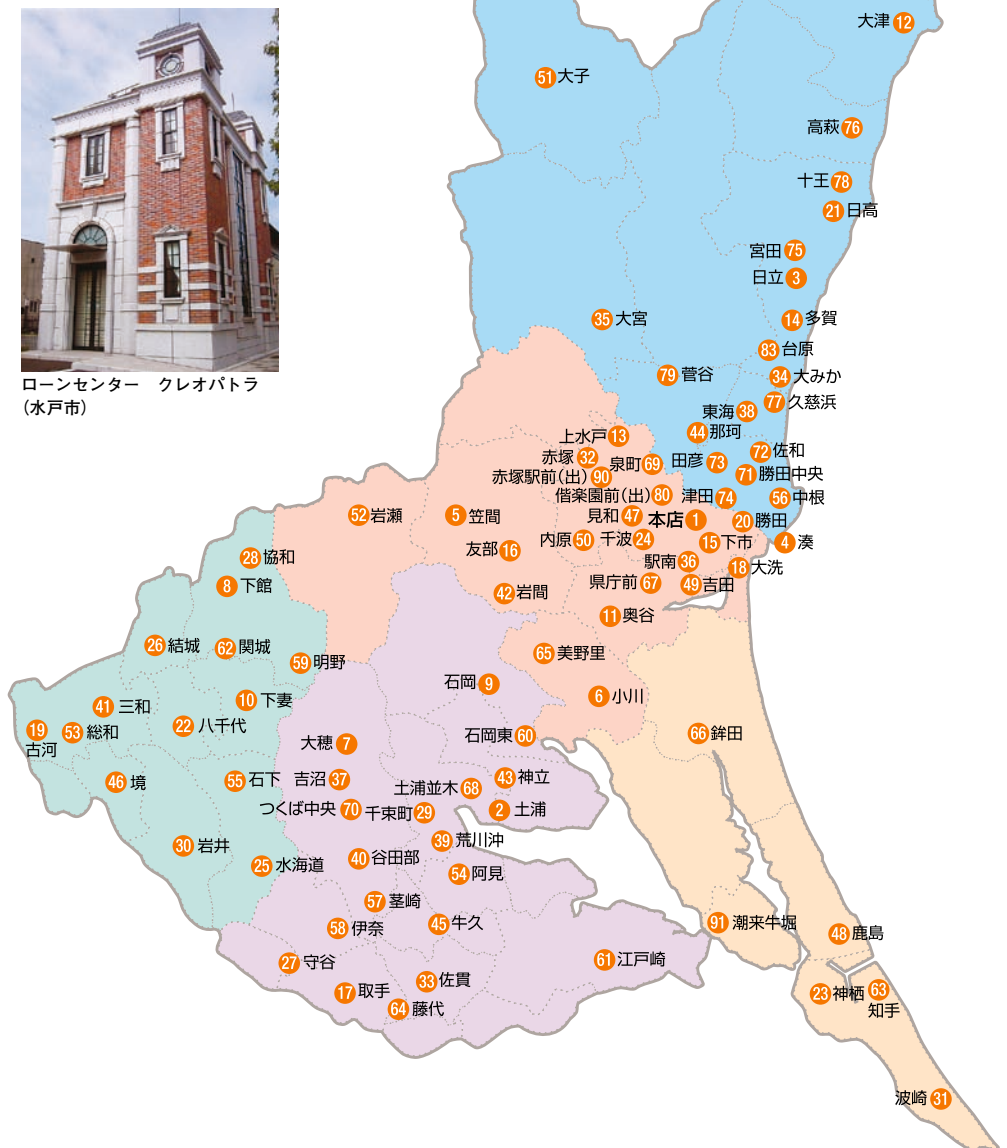 ローンセンター　クレオパトラ
（水戸市）
大津 12
51 大子
高萩 76
十王 78
21 日高
宮田 75
日立 3
35 大宮
14 多賀
83 台原
79 菅谷
34 大みか
77 久慈浜
東海 38
44 那珂
上水戸 13
赤塚 32
泉町 69
田彦 73
72 佐和
71 勝田中央
赤塚駅前（出） 90
偕楽園前（出） 80
津田 74
56 中根
52 岩瀬
5 笠間
見和 47
本店 1
20 勝田
友部 16
内原 50
千波 24
15 下市
4 湊
28 協和
駅南 36
18 大洗
8 下館
42 岩間
県庁前 67
49 吉田
11 奥谷
26 結城
62 関城
59 明野
65 美野里
石岡 9
6 小川
41 三和
10 下妻
19
古河
53 総和
22 八千代
大穂 7
石岡東 60
66 鉾田
46 境
55 石下
吉沼 37
土浦並木 68
43 神立
つくば中央 70
千束町 29
2 土浦
30 岩井
39 荒川沖
25 水海道
40 谷田部
54 阿見
57 茎崎
58 伊奈
45 牛久
91 潮来牛堀
48 鹿島
27 守谷
61 江戸崎
17 取手
33 佐貫
64 藤代
23 神栖
63
知手
波崎 31